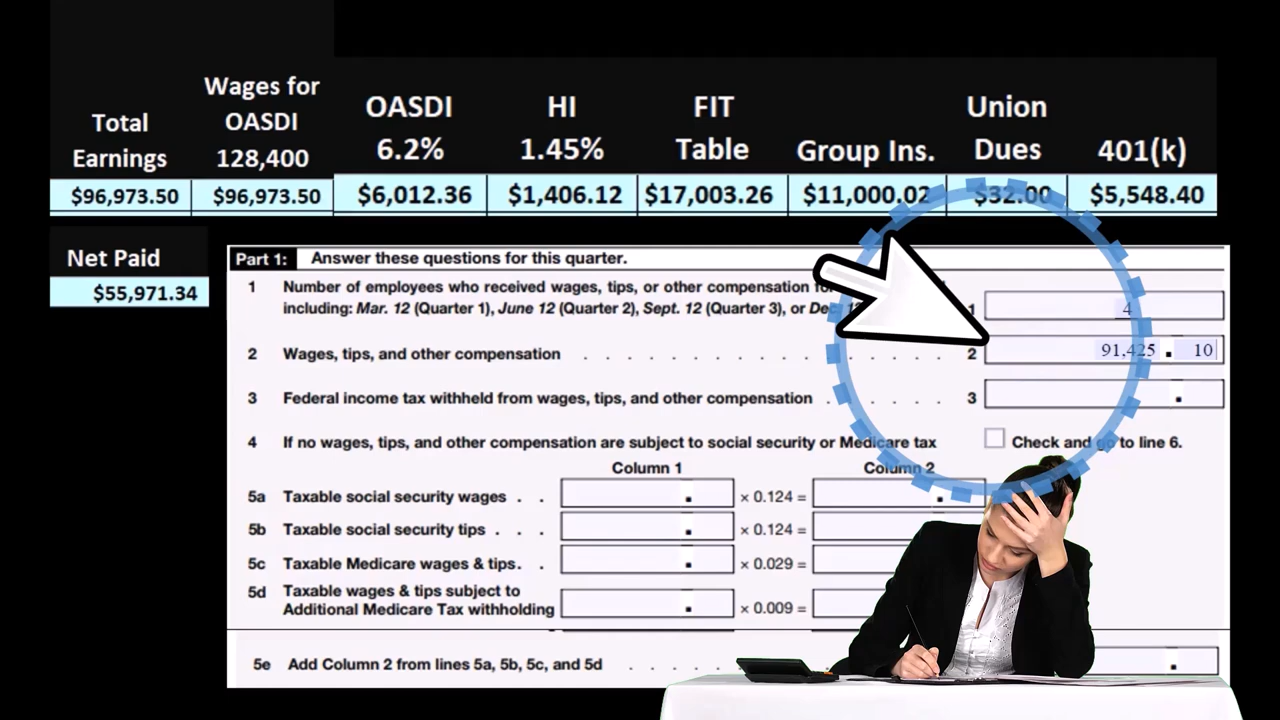 Total Earnings
Wages for OASDI 128,400
OASDI 6.2%
HI 1.45%
FIT Table
Group Ins.
Union Dues
401(k)
$96,973.50 $96,973.50 $6,012.36 $1,406.12 $17,003.26 $11,000.02 $32.00 $5,548.40
Net Paid
$55,971.34
Part 1: Answer these questions for this quarter.
1 Number of employees who received wages, tips, or other compensation
including: Mar. 12 (Quarter 1), June 12 (Quarter 2), Sept. 12 (Quarter 3), or 1 4
2 Wages, tips, and other compensation . . . . . . . . . . . . 2 91,425 . 10
3 Federal income tax withheld from wages, tips, and other compensation . . . . 3 .
4 If no wages, tips, and other compensation are subject to social security or Medicare tax Check and go to line 6.
Column 1 Column 2
5a Taxable social security wages . . . × 0.124 = .
5b Taxable social security tips . . . . × 0.124 =
5c Taxable Medicare wages & tips. . . × 0.029 =
5d Taxable wages & tips subject to
Additional Medicare Tax withholding . × 0.009 =
5e Add Column 2 from lines 5a, 5b, 5c, and 5d . . . . .